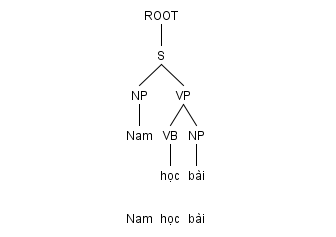 ROOT
S
NP VP
Nam VB NP
học bài
Nam học bài